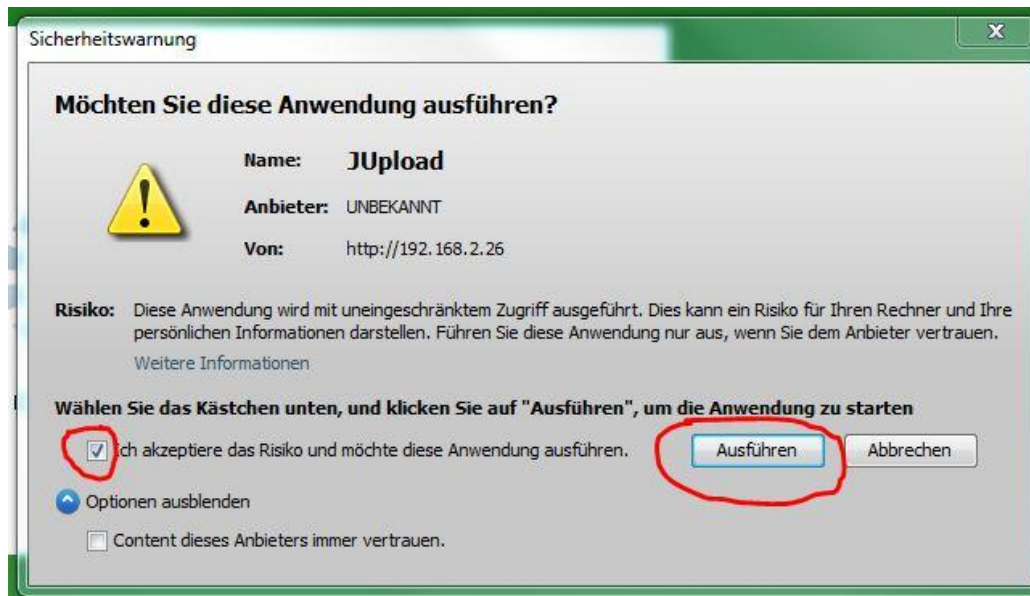 Sicherheitswarnung
Möchten Sie diese Anwendung ausführen?
Name: JUpload
Anbieter: UNBEKANNT
Von: http://192.168.2.26
Risiko: Diese Anwendung wird mit uneingeschränktem Zugriff ausgeführt. Dies kann ein Risiko für Ihren Rechner und Ihre
persönlichen Informationen darstellen. Führen Sie diese Anwendung nur aus, wenn Sie dem Anbieter vertrauen.
Weitere Informationen
Wählen Sie das Kästchen unten, und klicken Sie auf "Ausführen", um die Anwendung zu starten
Ich akzeptiere das Risiko und möchte diese Anwendung ausführen. Ausführen Abbrechen
Optionen ausblenden
Content dieses Anbieters immer vertrauen.